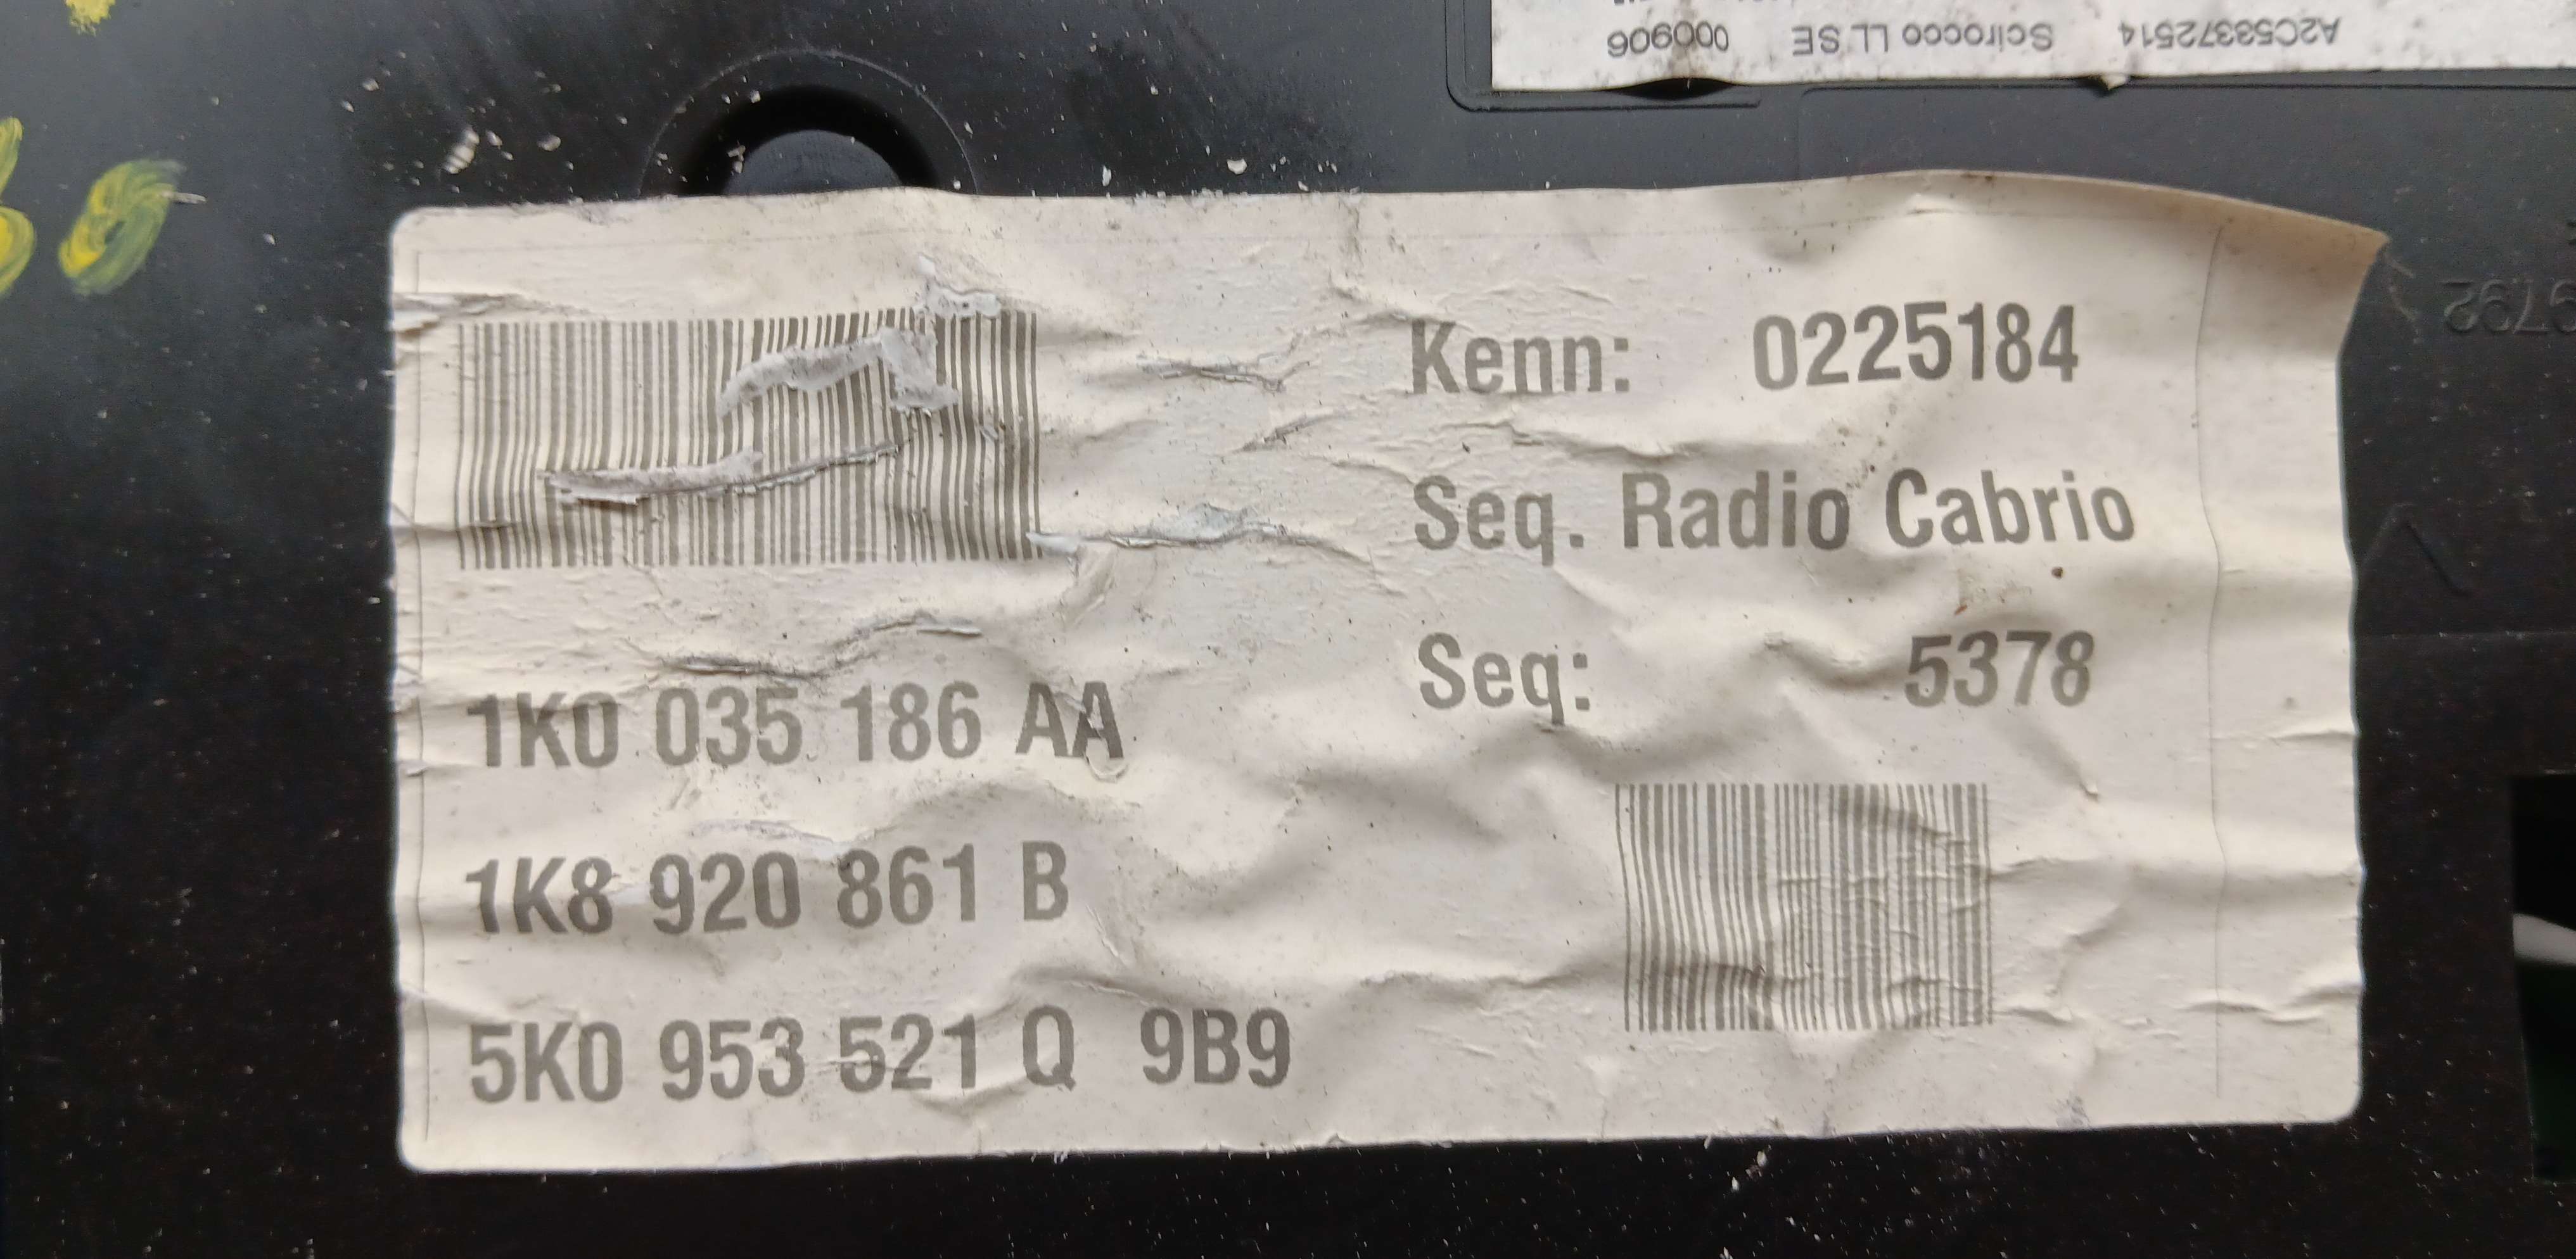 A2C53372514 Scirocco LL SE 000906
Kenn: 0225184
Seq. Radio Cabrio
Seq: 5378
1K0 035 186 AA
1K8 920 861 B
5K0 953 521 Q 9B9